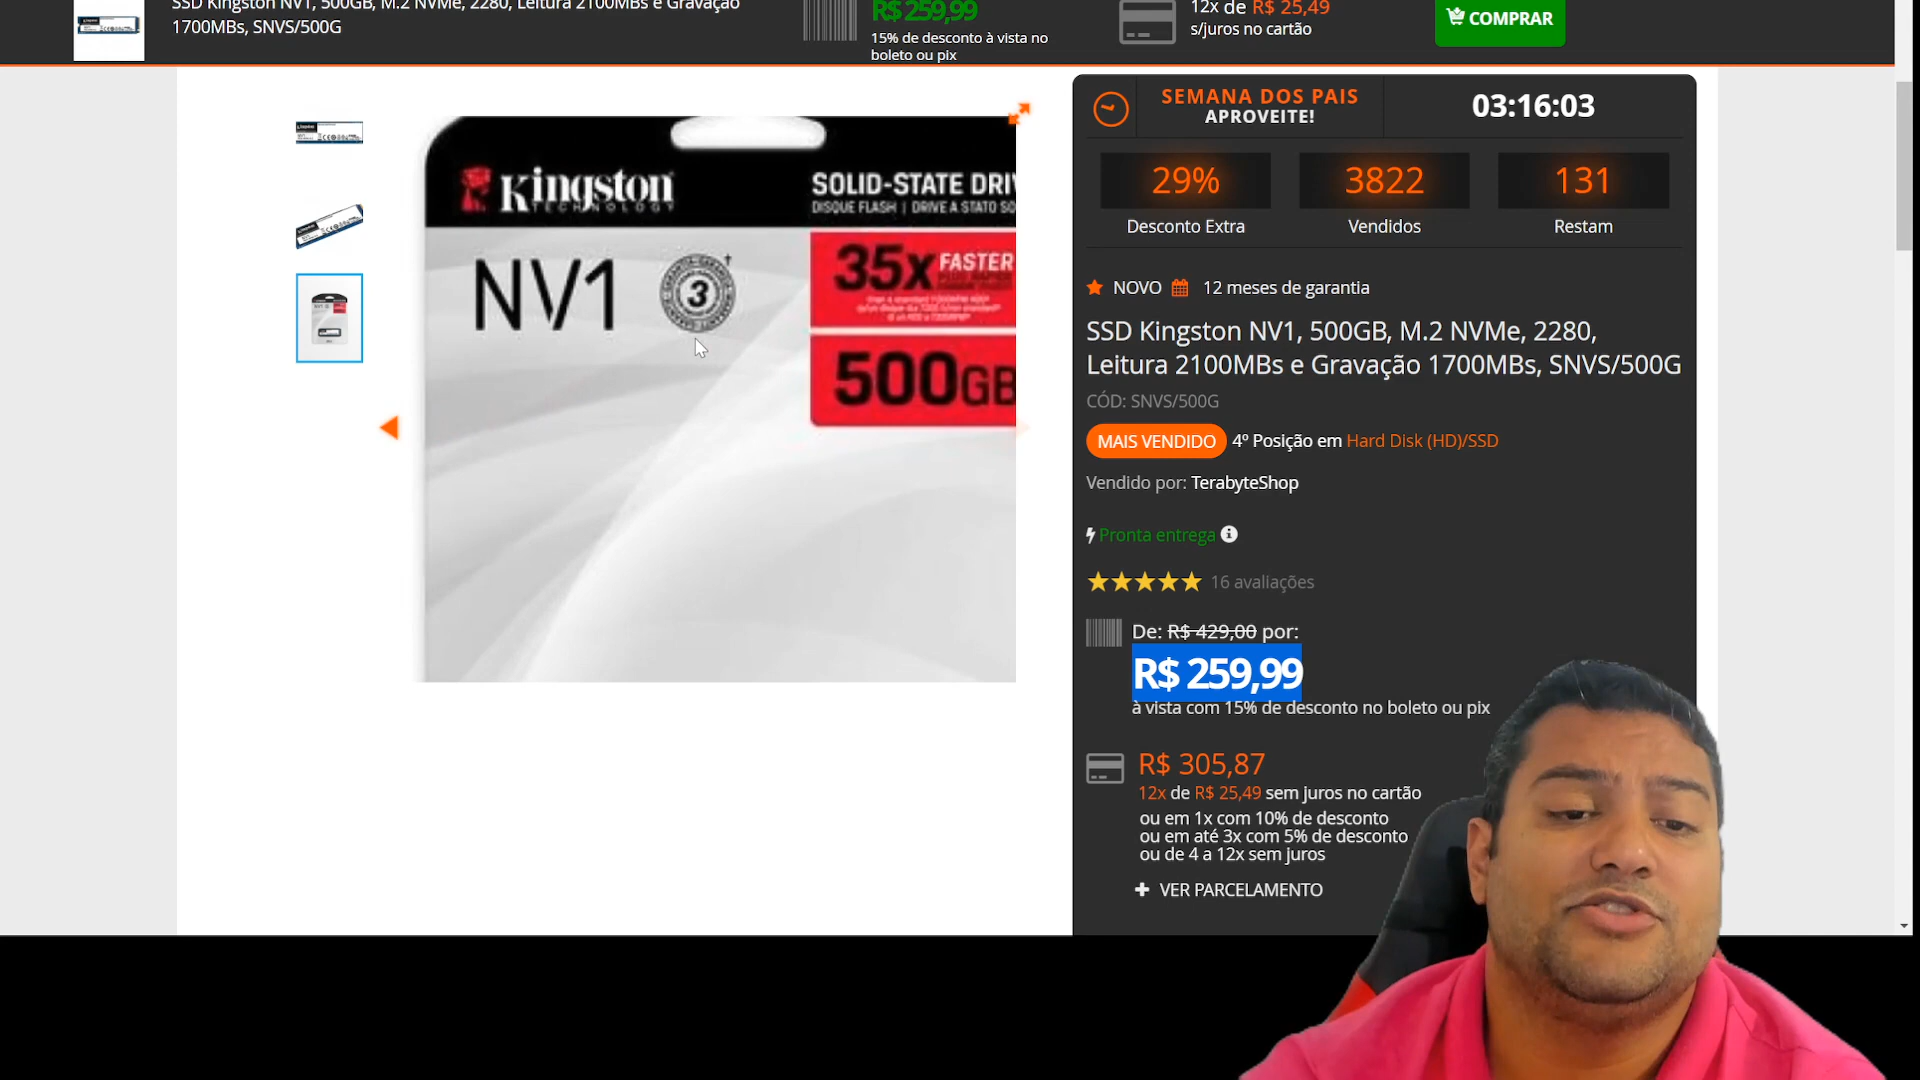 SSD Kingston NV1, 500GB, M.2 NVMe, 2280, Leitura 2100MBs e Gravação
1700MBs, SNVS/500G
R$ 259,99
15% de desconto à vista no
boleto ou pix
12x de R$ 25,49
s/juros no cartão
COMPRAR
Kingston
TECHNOLOGY
SOLID-STATE DRI
DISQUE FLASH | DRIVE A STATO SO
NV1
3
35x FASTER
500GB
SEMANA DOS PAIS
APROVEITE!
03:16:03
29%
Desconto Extra
3822
Vendidos
131
Restam
NOVO 12 meses de garantia
SSD Kingston NV1, 500GB, M.2 NVMe, 2280,
Leitura 2100MBs e Gravação 1700MBs, SNVS/500G
CÓD: SNVS/500G
MAIS VENDIDO 4º Posição em Hard Disk (HD)/SSD
Vendido por: TerabyteShop
Pronta entrega
16 avaliações
De: R$ 429,00 por:
R$ 259,99
à vista com 15% de desconto no boleto ou pix
R$ 305,87
12x de R$ 25,49 sem juros no cartão
ou em 1x com 10% de desconto
ou em até 3x com 5% de desconto
ou de 4 a 12x sem juros
VER PARCELAMENTO